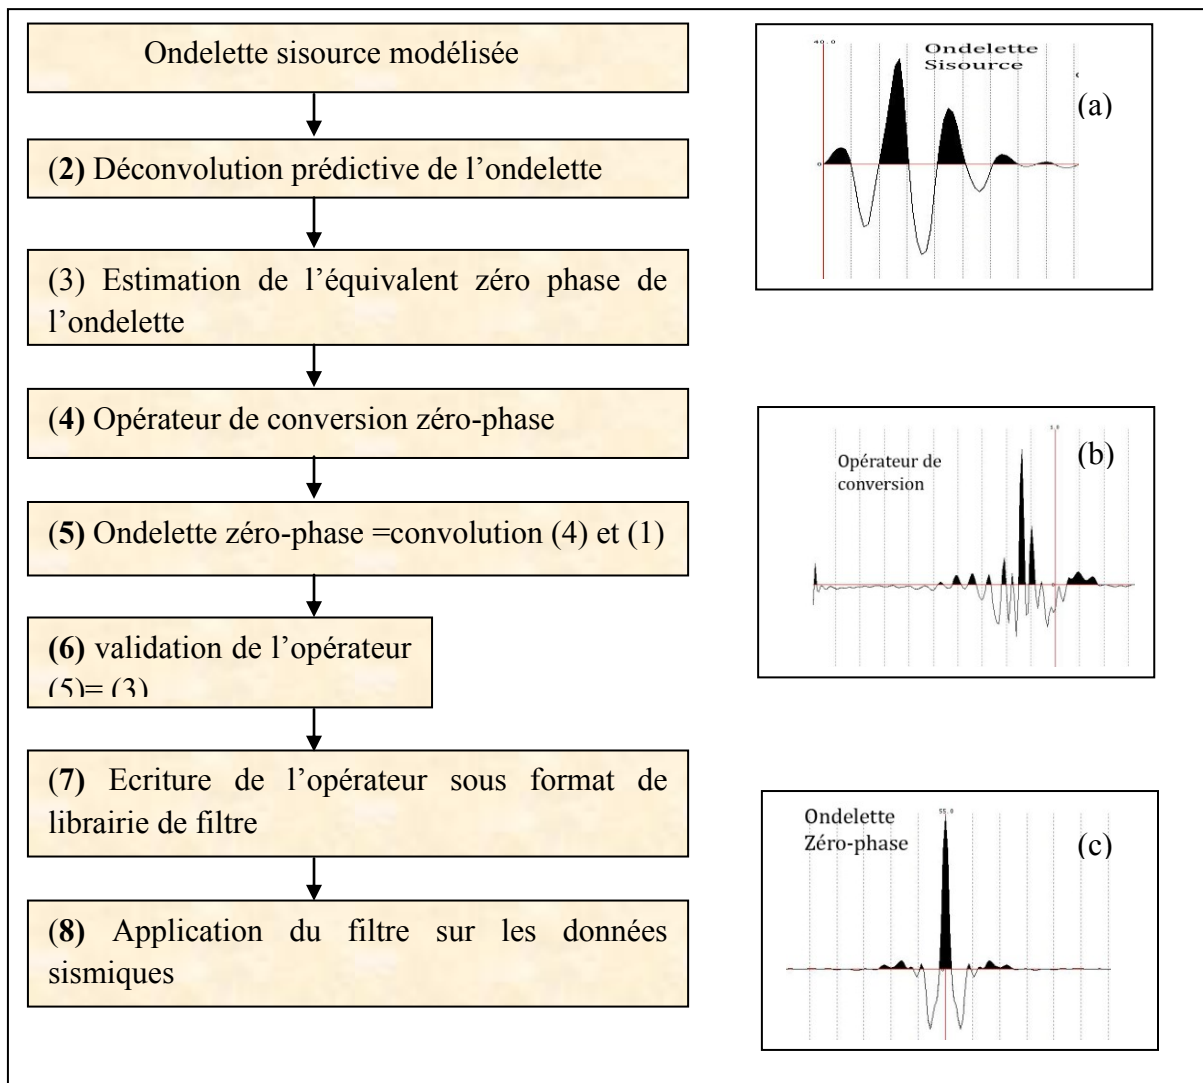 Ondelette sisource modélisée
(2) Déconvolution prédictive de l’ondelette
(3) Estimation de l’équivalent zéro phase de
l’ondelette
(4) Opérateur de conversion zéro-phase
(5) Ondelette zéro-phase =convolution (4) et (1)
(6) validation de l’opérateur
(5)= (3)
(7) Ecriture de l’opérateur sous format de
librairie de filtre
(8) Application du filtre sur les données
sismiques
40.0
Ondelette
Sisource
(a)
0
Opérateur de
conversion
(b)
Ondelette
Zéro-phase
55.0
(c)